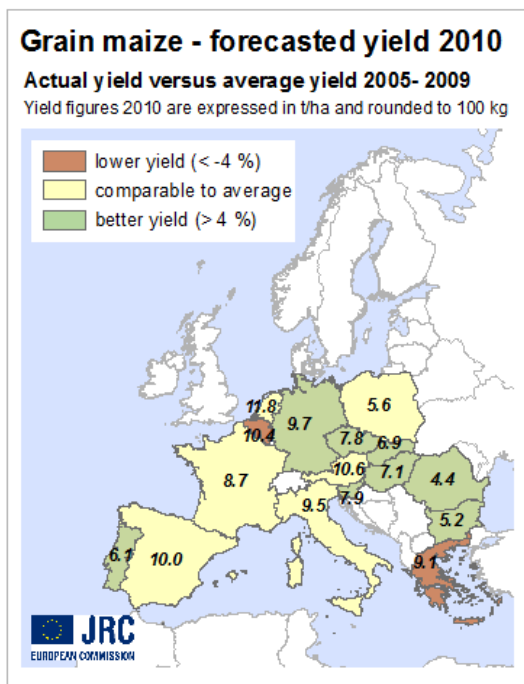 Grain maize - forecasted yield 2010
Actual yield versus average yield 2005- 2009
Yield figures 2010 are expressed in t/ha and rounded to 100 kg
lower yield (< -4 %)
comparable to average
better yield (> 4 %)
11.8
5.6
9.7
10.4
7.8
6.9
10.6
7.1
8.7
4.4
9.5
7.9
5.2
6.1
10.0
9.1
JRC
EUROPEAN COMMISSION